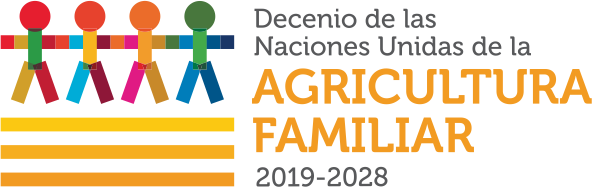 Decenio de las
Naciones Unidas de la
AGRICULTURA
FAMILIAR
2019-2028